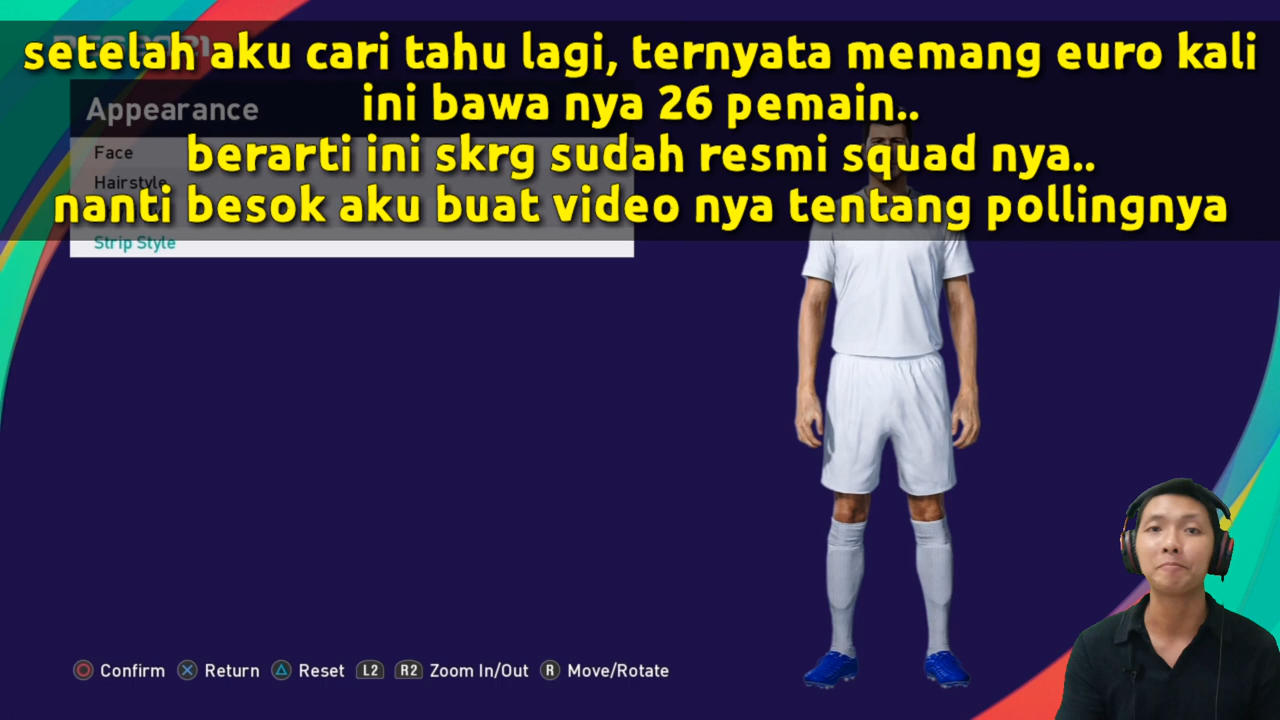 setelah aku cari tahu lagi, ternyata memang euro kali
ini bawa nya 26 pemain..
berarti ini skrg sudah resmi squad nya..
nanti besok aku buat video nya tentang pollingnya
Appearance
Face
Hairstyle
Strip Style
Confirm Return Reset L2 R2 Zoom In/Out R Move/Rotate